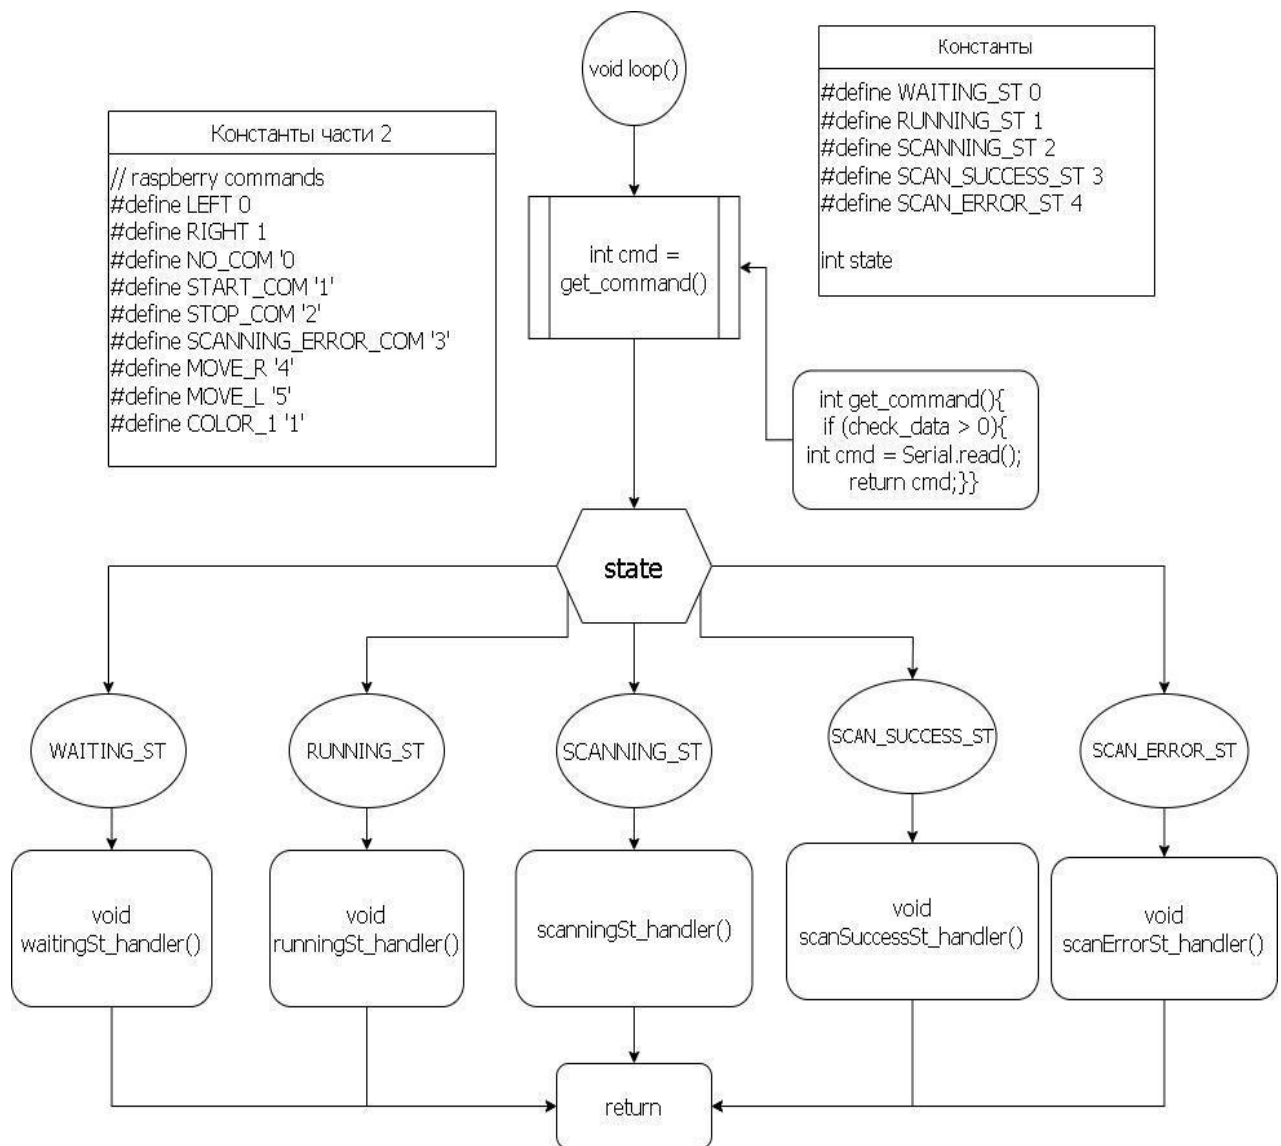 void loop()
Константы
#define WAITING_ST 0
#define RUNNING_ST 1
#define SCANNING_ST 2
#define SCAN_SUCCESS_ST 3
#define SCAN_ERROR_ST 4
int state
Константы части 2
// raspberry commands
#define LEFT 0
#define RIGHT 1
#define NO_COM '0
#define START_COM '1'
#define STOP_COM '2'
#define SCANNING_ERROR_COM '3'
#define MOVE_R '4'
#define MOVE_L '5'
#define COLOR_1 '1'
int cmd =
get_command()
int get_command(){
if (check_data > 0){
int cmd = Serial.read();
return cmd;}}
state
WAITING_ST
RUNNING_ST
SCANNING_ST
SCAN_SUCCESS_ST
SCAN_ERROR_ST
void
waitingSt_handler()
void
runningSt_handler()
scanningSt_handler()
void
scanSuccessSt_handler()
void
scanErrorSt_handler()
return